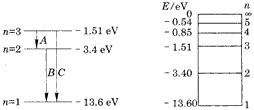 n=3 -1.51 eV
A
n=2 -3.4 eV
B C
n=1 -13.6 eV
E/eV n
0 ∞
-0.54 5
-0.85 4
-1.51 3
-3.40 2
-13.60 1